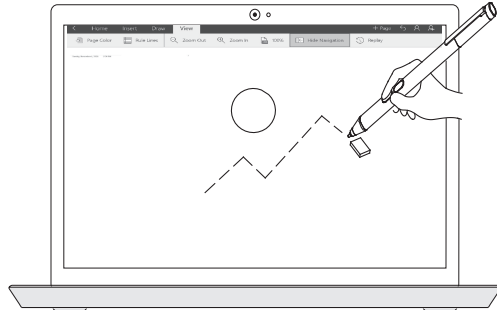 Home Insert Draw View + Page
Page Color Rule Lines Zoom Out Zoom In 100% Hide Navigation Replay